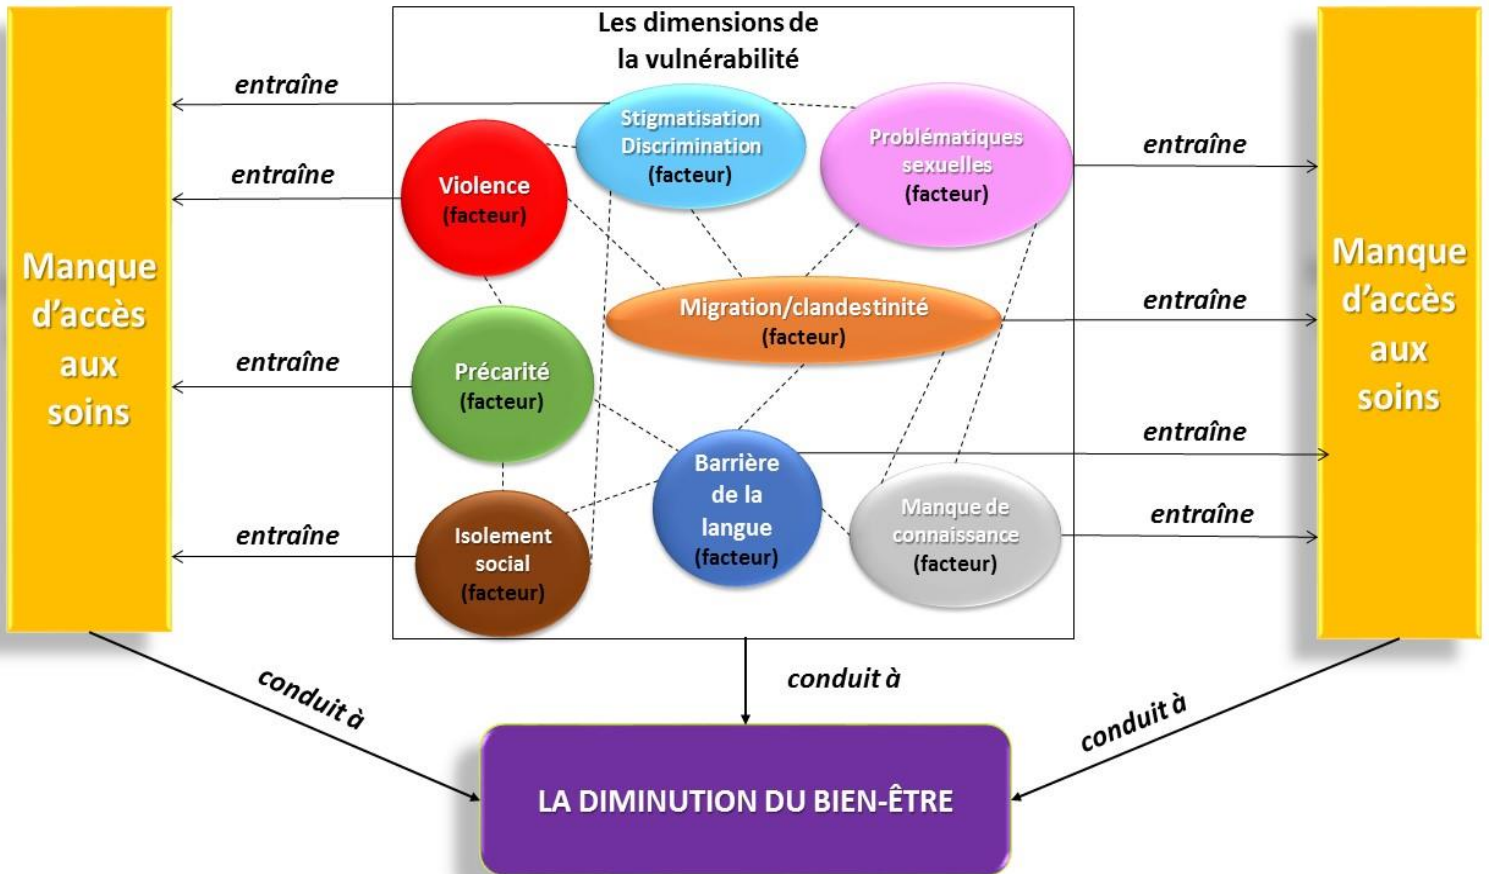 Les dimensions de
la vulnérabilité
entraîne
entraîne
entraîne
entraîne
Manque
d'accès
aux
soins
Stigmatisation
Discrimination
(facteur)
Problématiques
sexuelles
(facteur)
Violence
(facteur)
Migration/clandestinité
(facteur)
Précarité
(facteur)
Barrière
de la
langue
(facteur)
Manque de
connaissance
(facteur)
Isolement
social
(facteur)
entraîne
entraîne
entraîne
entraîne
Manque
d'accès
aux
soins
conduit à
conduit à
conduit à
LA DIMINUTION DU BIEN-ÊTRE